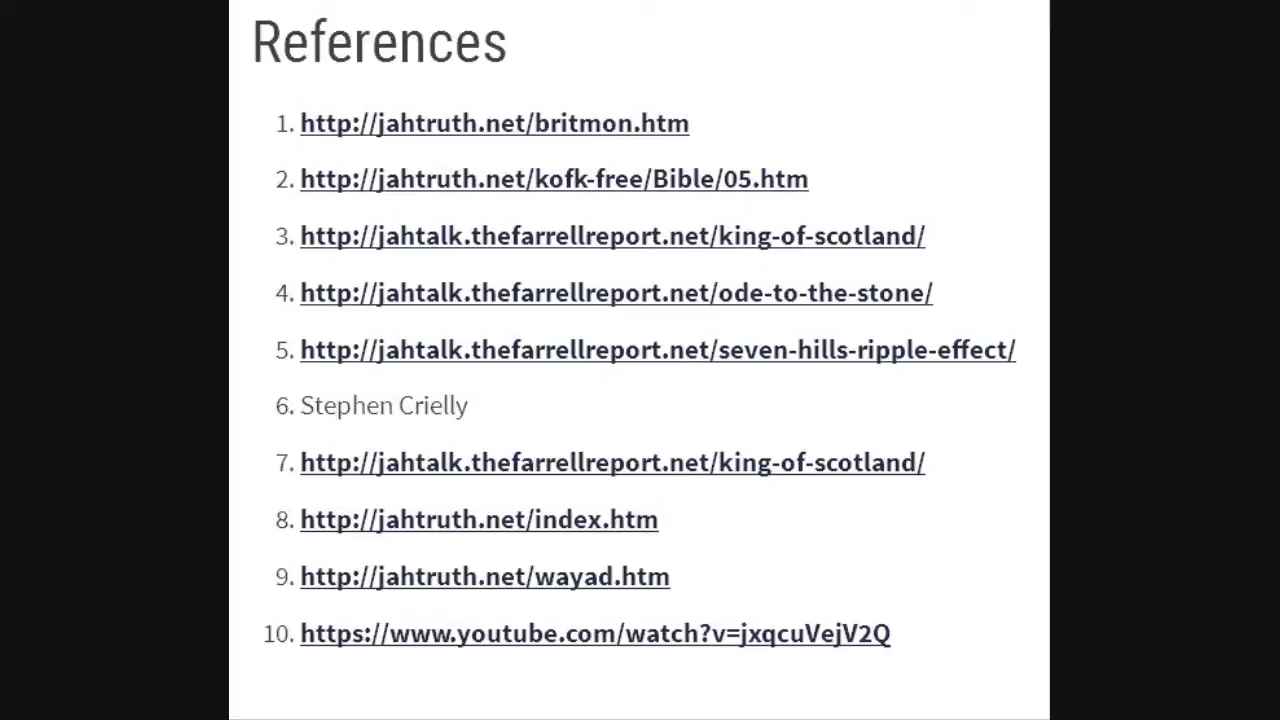 References
1. http://jahtruth.net/britmon.htm
2. http://jahtruth.net/kofk-free/Bible/05.htm
3. http://jahtalk.thefarrellreport.net/king-of-scotland/
4. http://jahtalk.thefarrellreport.net/ode-to-the-stone/
5. http://jahtalk.thefarrellreport.net/seven-hills-ripple-effect/
6. Stephen Crielly
7. http://jahtalk.thefarrellreport.net/king-of-scotland/
8. http://jahtruth.net/index.htm
9. http://jahtruth.net/wayad.htm
10. https://www.youtube.com/watch?v=jxqcuVejV2Q